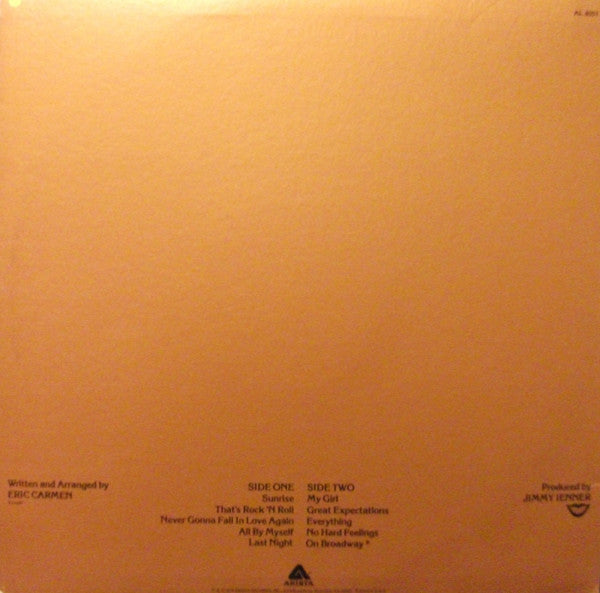 Written and Arranged by
ERIC CARMEN
SIDE ONE
Sunrise
That's Rock 'N Roll
Never Gonna Fall In Love Again
All By Myself
Last Night
SIDE TWO
My Girl
Great Expectations
Everything
No Hard Feelings
On Broadway *
Produced by
JIMMY IENNER
ARISTA